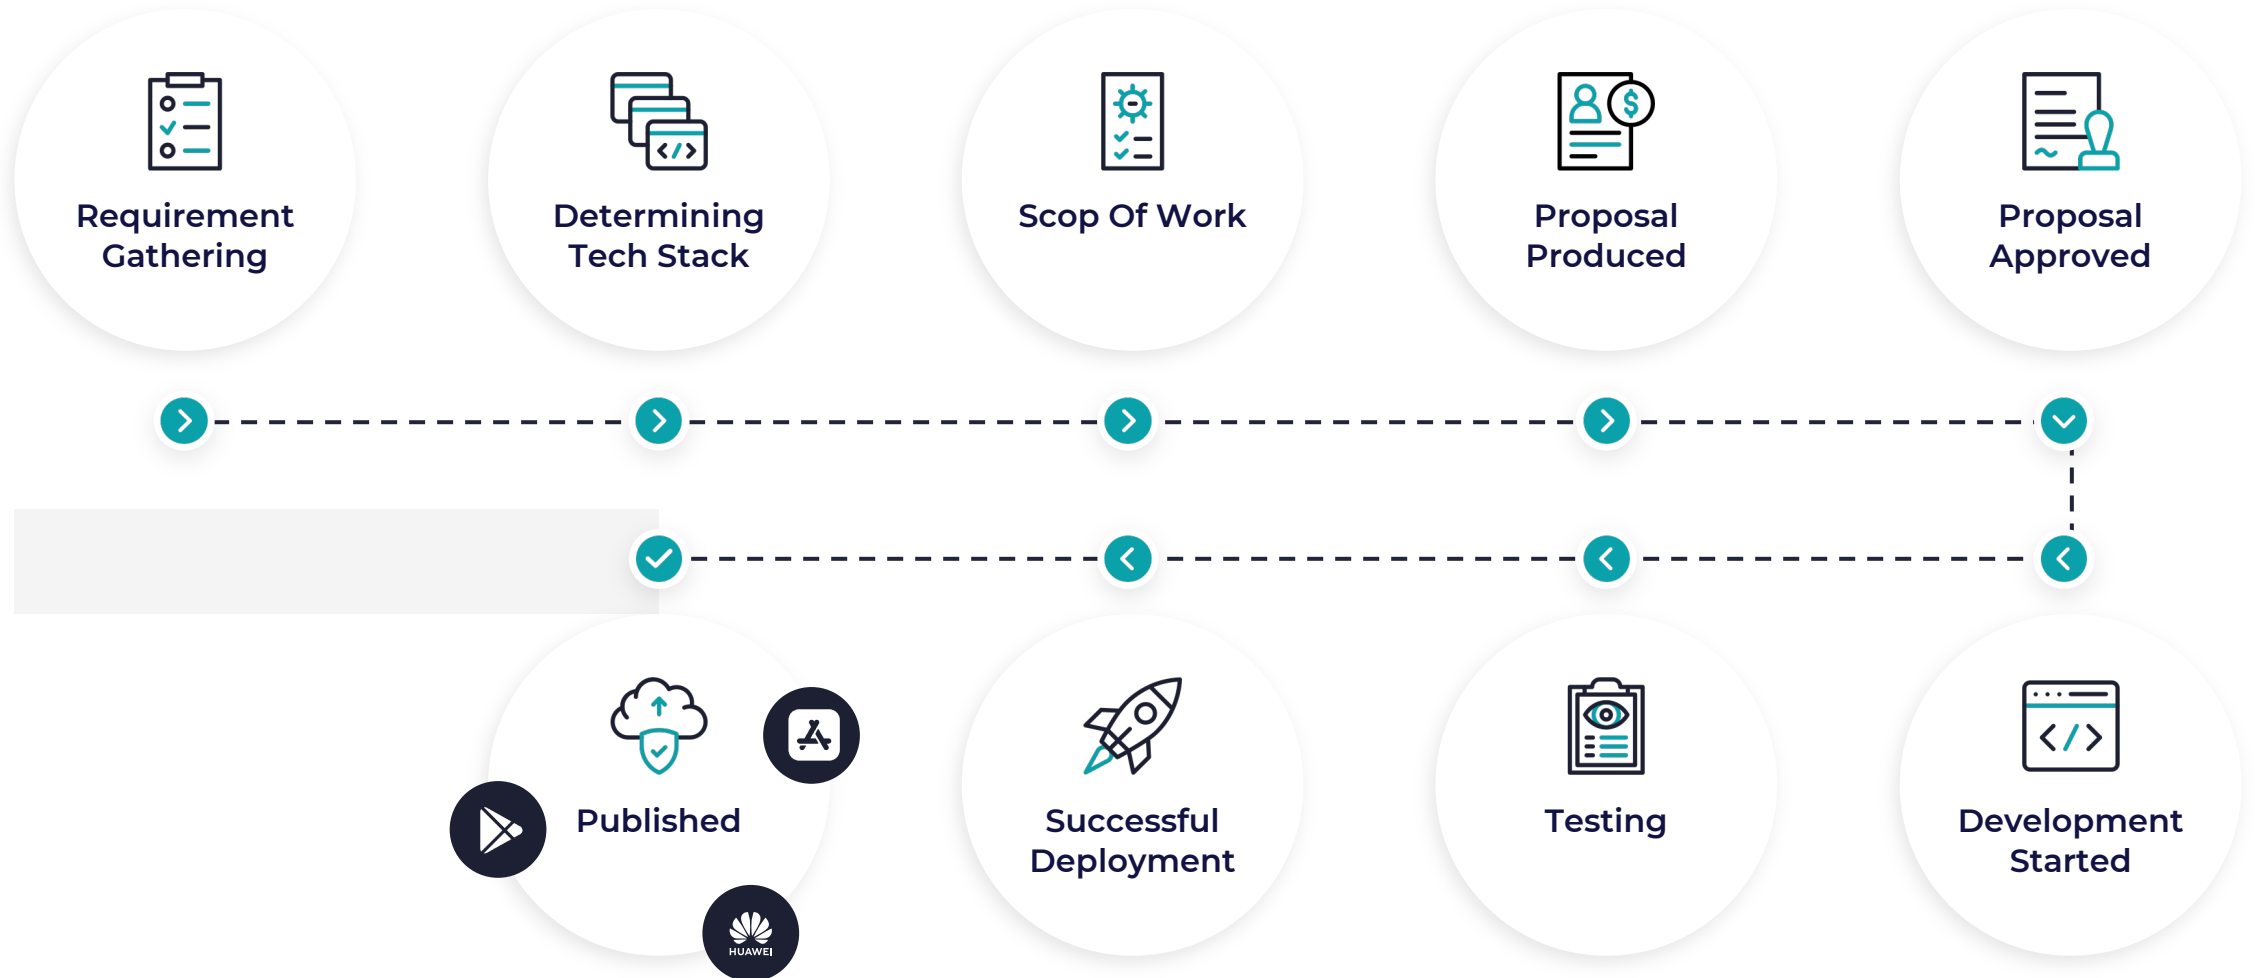 Requirement
Gathering
Determining
Tech Stack
Scop Of Work
Proposal
Produced
Proposal
Approved
Published
HUAWEI
Successful
Deployment
Testing
Development
Started